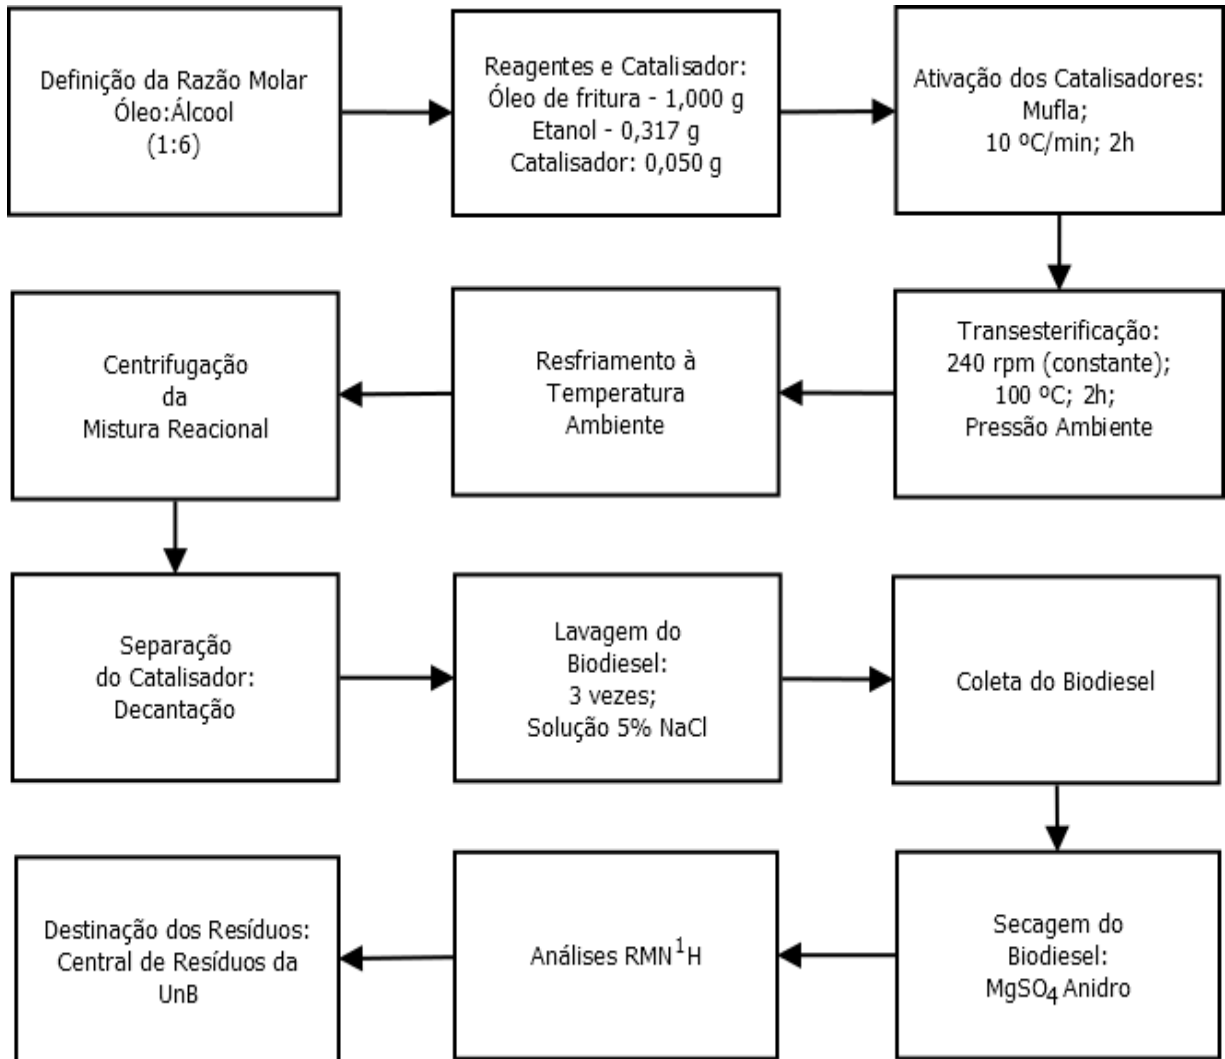 Definição da Razão Molar
Óleo:Álcool
(1:6)
Reagentes e Catalisador:
Óleo de fritura - 1,000 g
Etanol - 0,317 g
Catalisador: 0,050 g
Ativação dos Catalisadores:
Mufla;
10 ºC/min; 2h
Transesterificação:
240 rpm (constante);
100 ºC; 2h;
Pressão Ambiente
Resfriamento à
Temperatura
Ambiente
Centrifugação
da
Mistura Reacional
Separação
do Catalisador:
Decantação
Lavagem do
Biodiesel:
3 vezes;
Solução 5% NaCl
Coleta do Biodiesel
Secagem do
Biodiesel:
MgSO₄ Anidro
Análises RMN¹H
Destinação dos Resíduos:
Central de Resíduos da
UnB